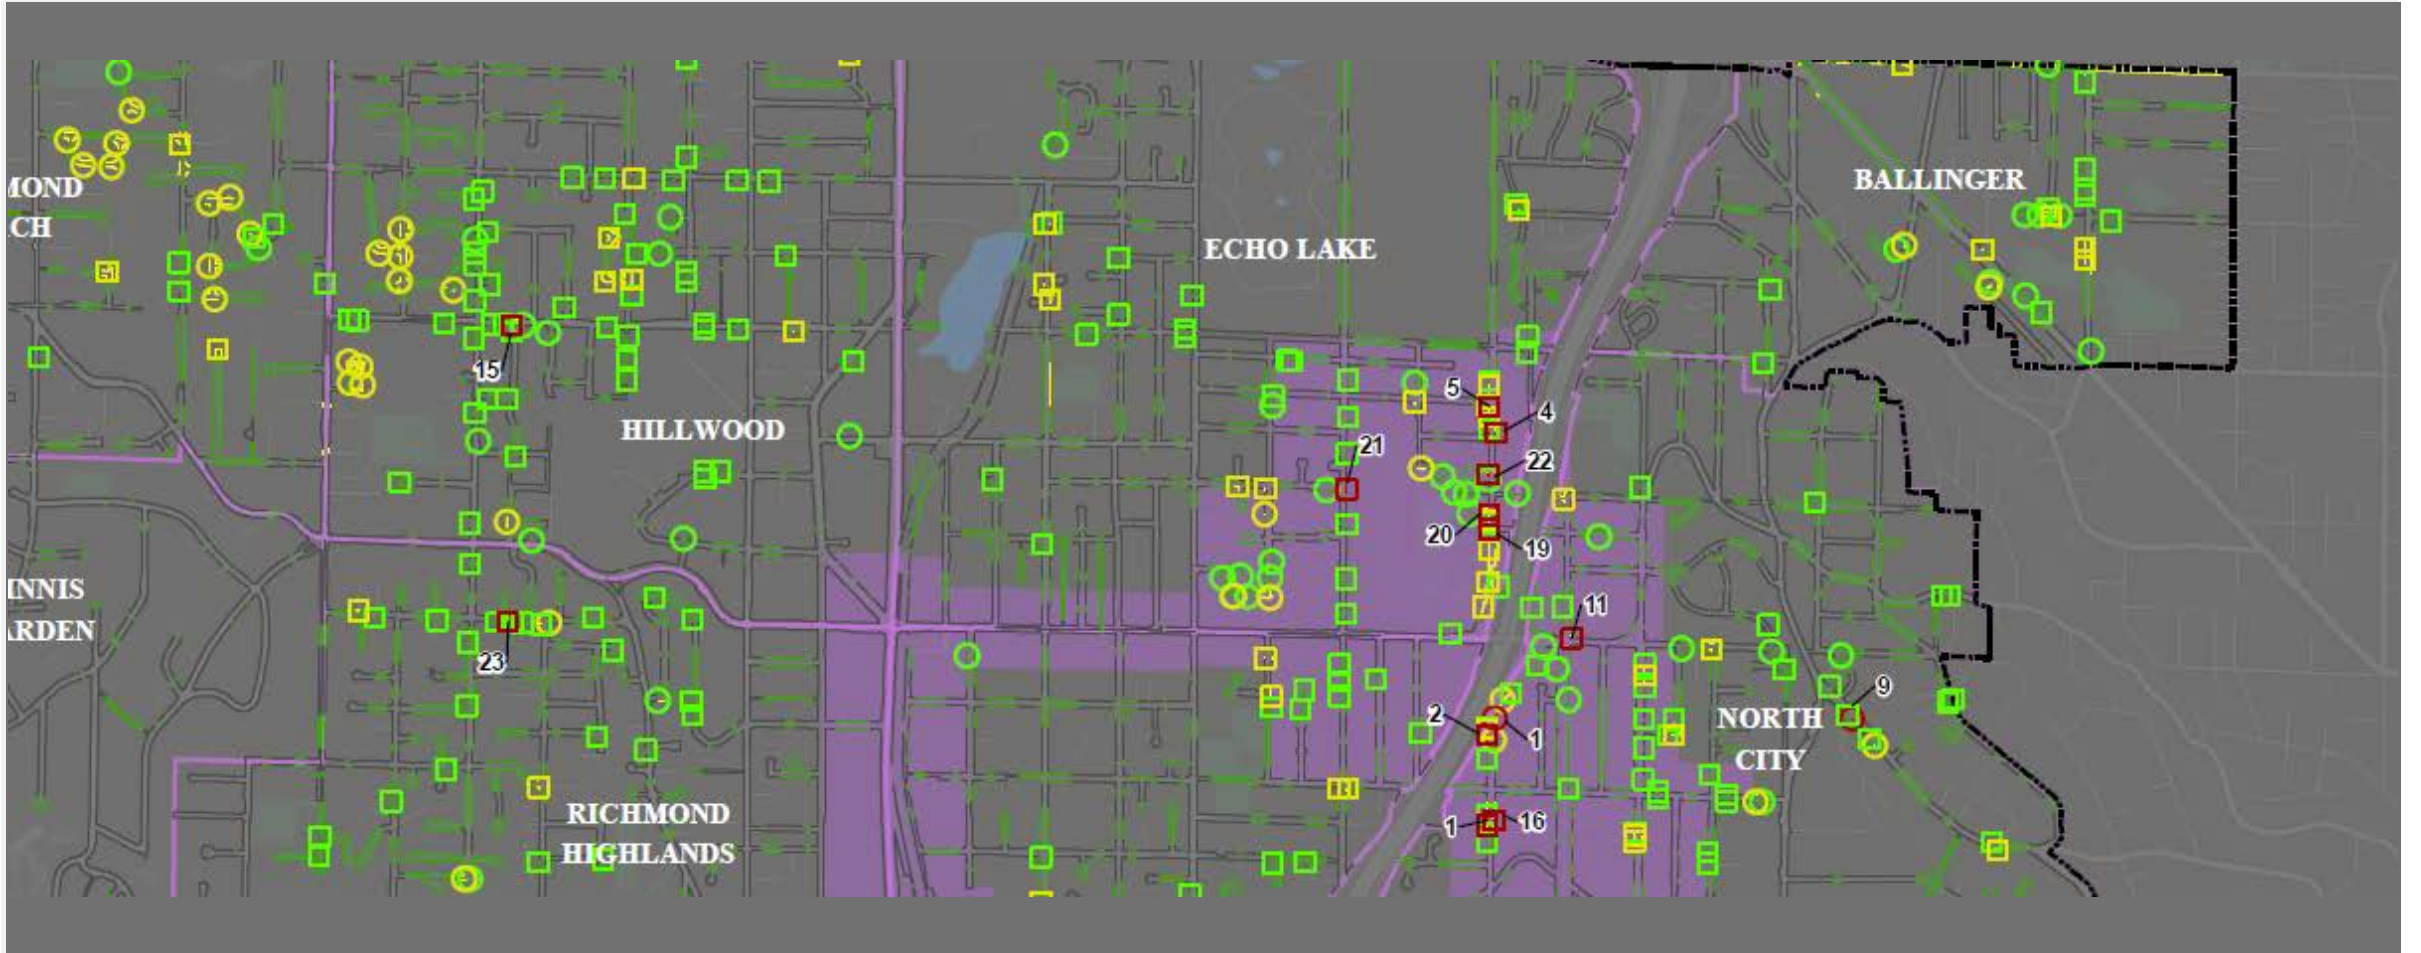 BALLINGER
MOND
CH
ECHO LAKE
15
5
4
HILLWOOD
21
22
20
19
INNIS
ARDEN
11
23
9
2
NORTH
1
CITY
RICHMOND
1
16
HIGHLANDS